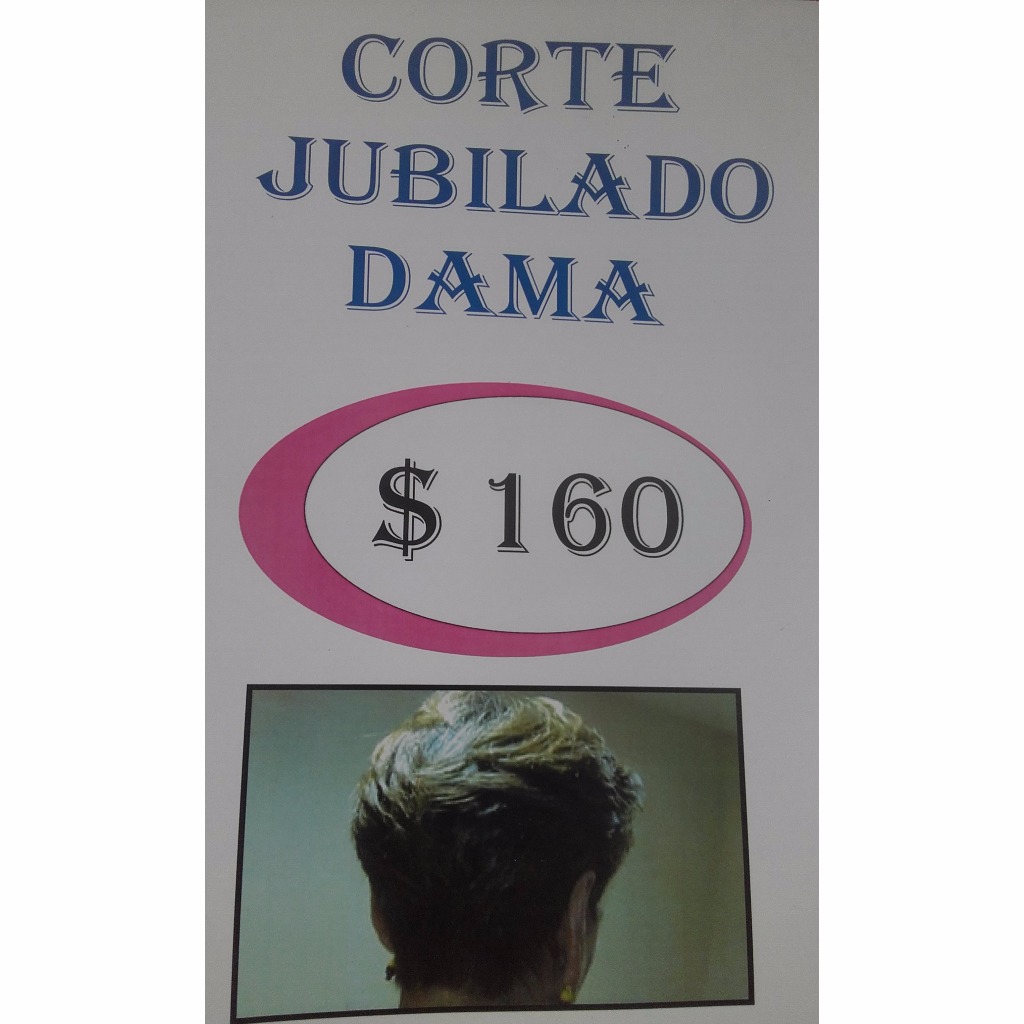 CORTE
JUBILADO
DAMA
$ 160